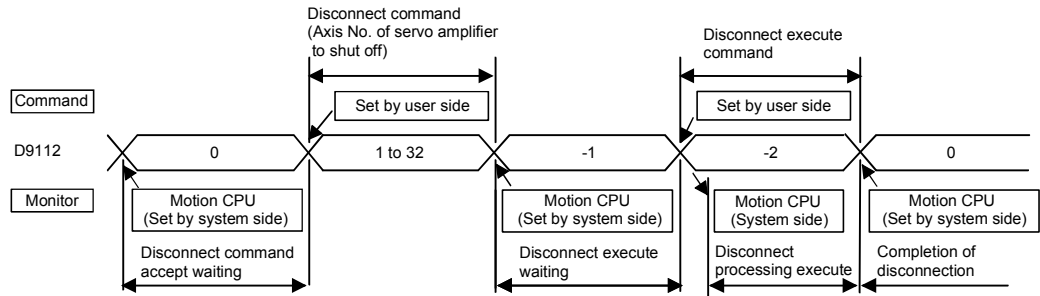 Disconnect command
(Axis No. of servo amplifier
to shut off)
Disconnect execute
command
Command
Set by user side
Set by user side
D9112
0
1 to 32
-1
-2
0
Monitor
Motion CPU
(Set by system side)
Motion CPU
(Set by system side)
Motion CPU
(System side)
Motion CPU
(Set by system side)
Disconnect command
accept waiting
Disconnect execute
waiting
Disconnect
processing execute
Completion of
disconnection